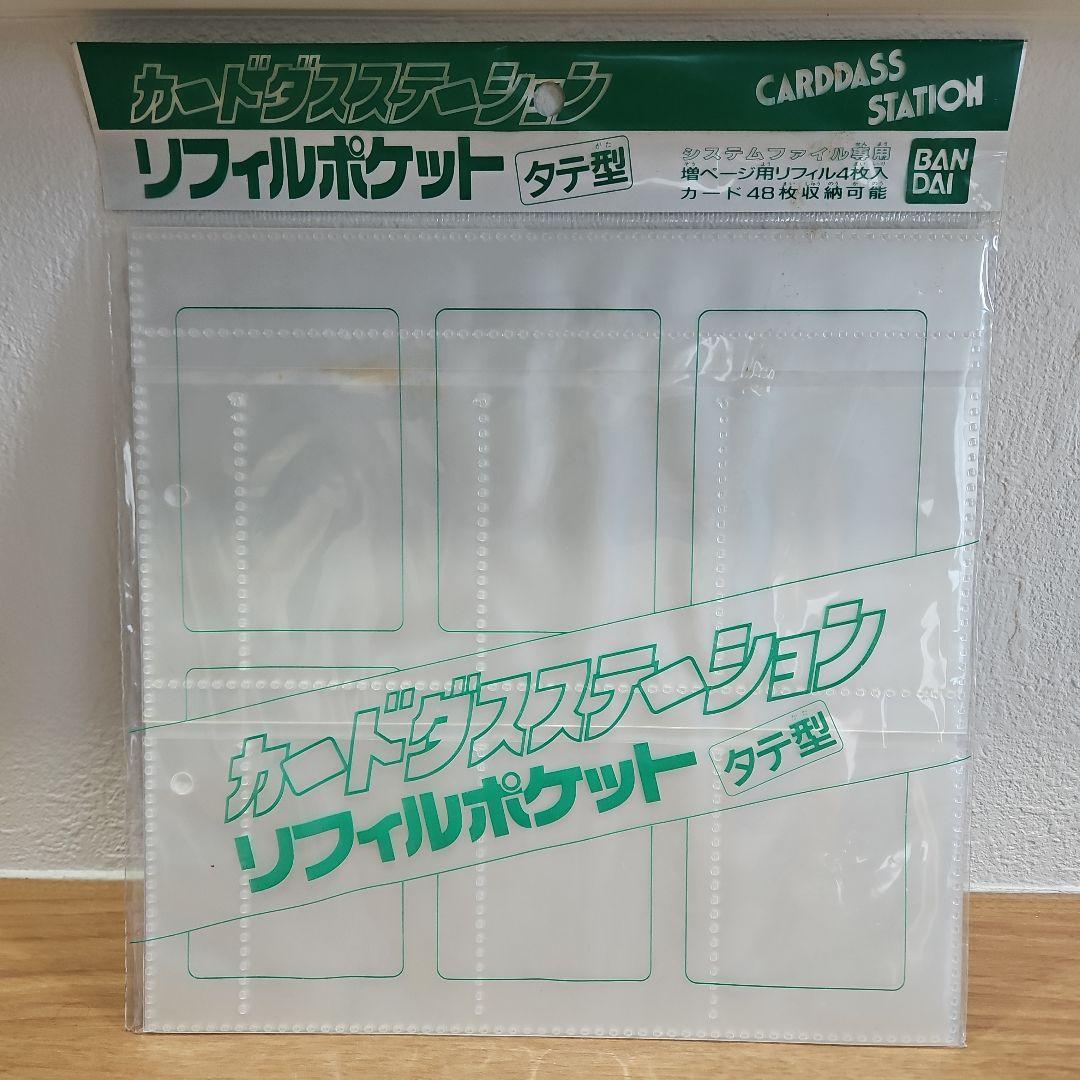 カードダスステーション
CARDDASS
STATION
リフィルポケット
タテ型
がた
システムファイル専用
増ページ用リフィル4枚入
カード48枚収納可能
BAN
DAI
カードダスステーション
リフィルポケット
タテ型
がた